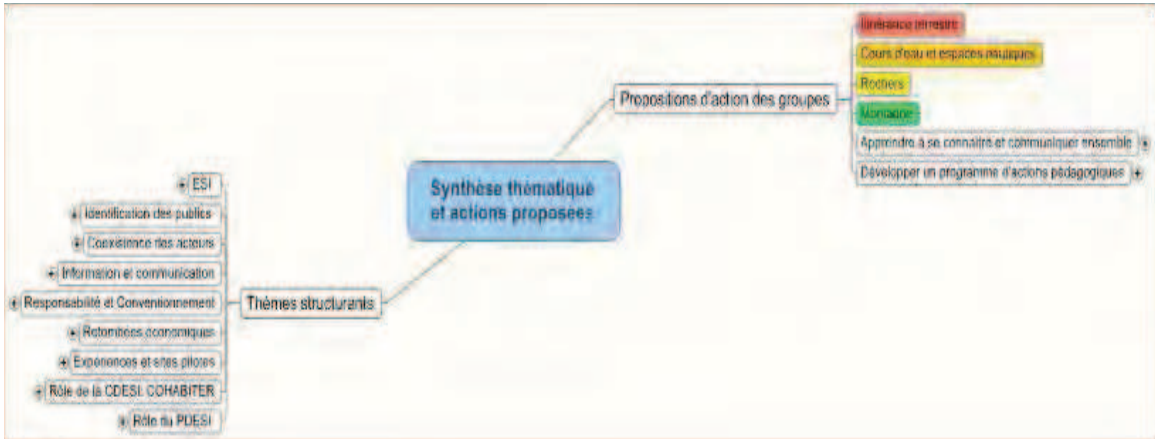 Synthèse thématique
et actions proposées
Propositions d'action des groupes
Itinérance terrestre
Cours d'eau et espaces nautiques
Rochers
Montagne
Apprendre à se connaître et communiquer ensemble
Développer un programme d'actions pédagogiques
Thèmes structurants
ESI
Identification des publics
Coexistence des acteurs
Information et communication
Responsabilité et Conventionnement
Retombées économiques
Expériences et sites pilotes
Rôle de la CDESI: COHABITER
Rôle du PDESI